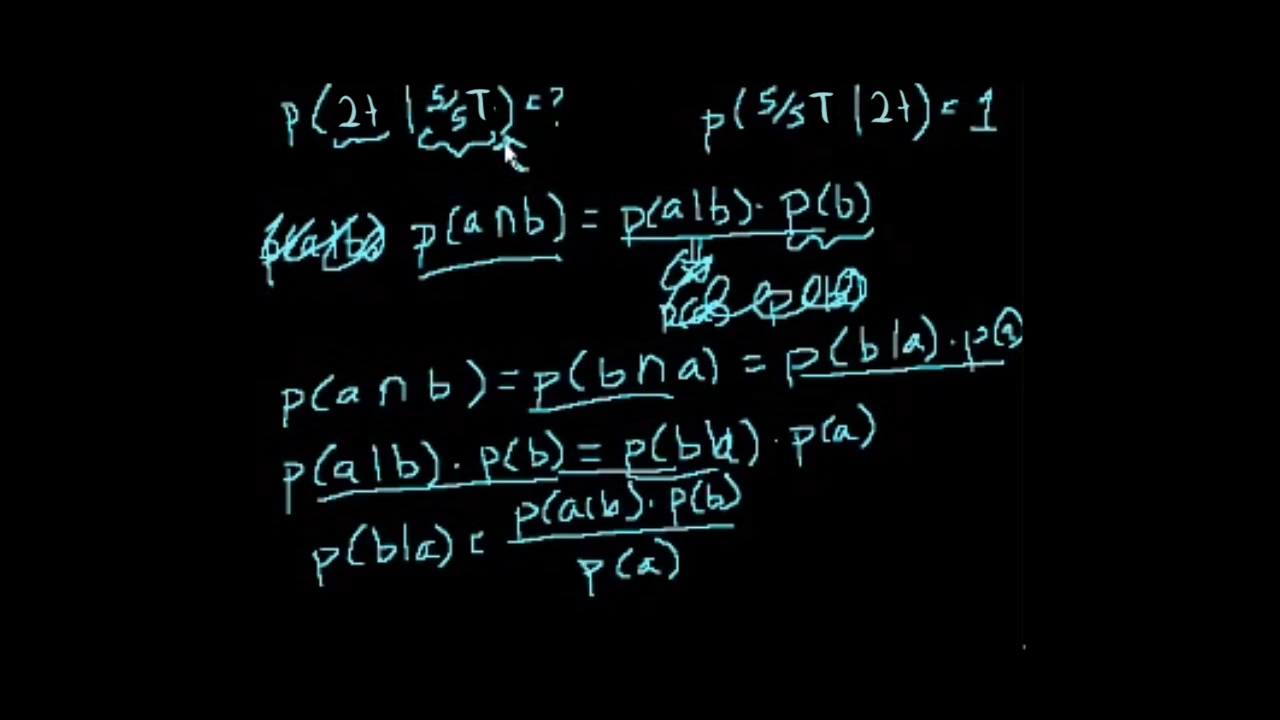 p(2t | 5/5T) = ? p(5/5T | 2t) = 1
p(a∩b) = p(a|b) · p(b)
p(a∩b) = p(b∩a) = p(b|a) · p(a)
p(a|b) · p(b) = p(b|a) · p(a)
p(b|a) = p(a|b) · p(b)
p(a)